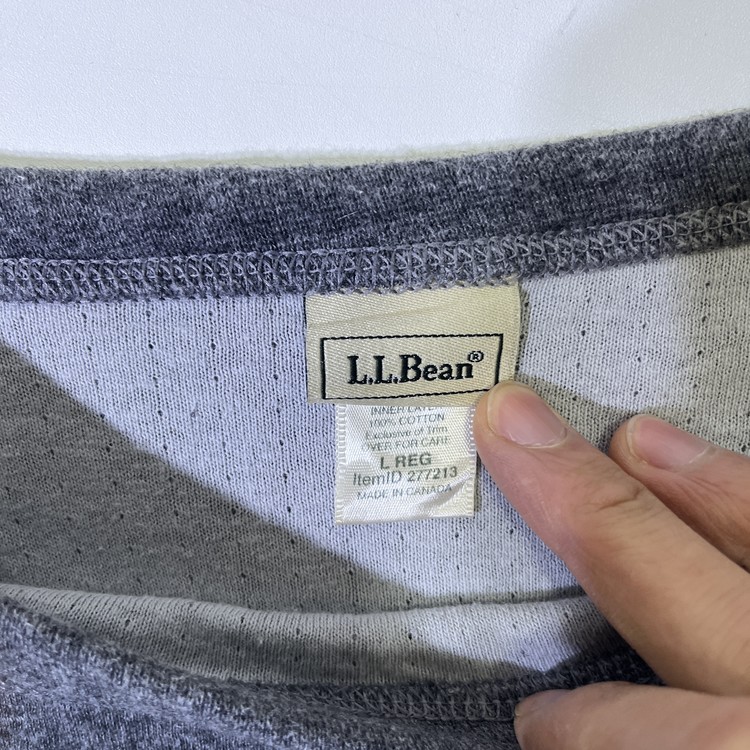 L.L.Bean®
INNER LAYER
100% COTTON
Exclusive of Trim
OVER FOR CARE
L REG
ItemID 277213
MADE IN CANADA